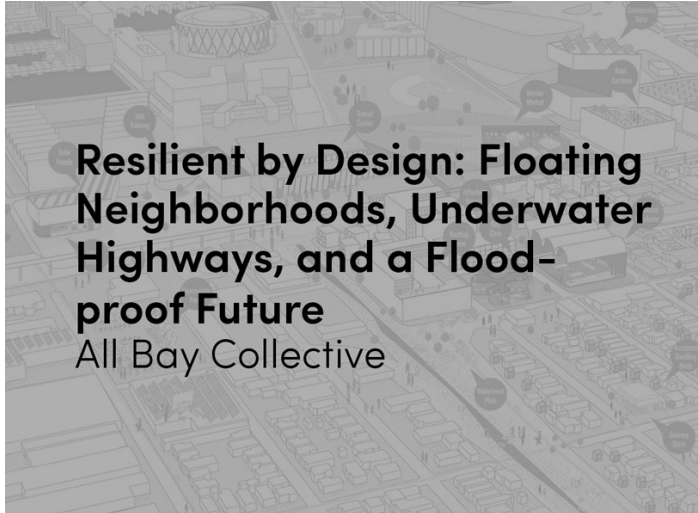 Resilient by Design: Floating
Neighborhoods, Underwater
Highways, and a Flood-
proof Future
All Bay Collective